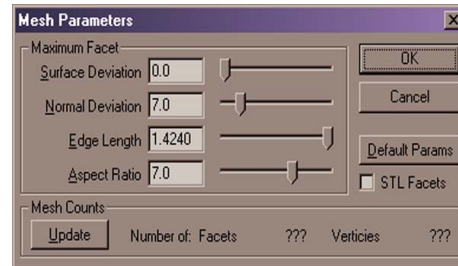 Mesh Parameters
Maximum Facet
Surface Deviation 0.0
Normal Deviation 7.0
Edge Length 1.4240
Aspect Ratio 7.0
OK
Cancel
Default Params
STL Facets
Mesh Counts
Update Number of: Facets ??? Verticies ???